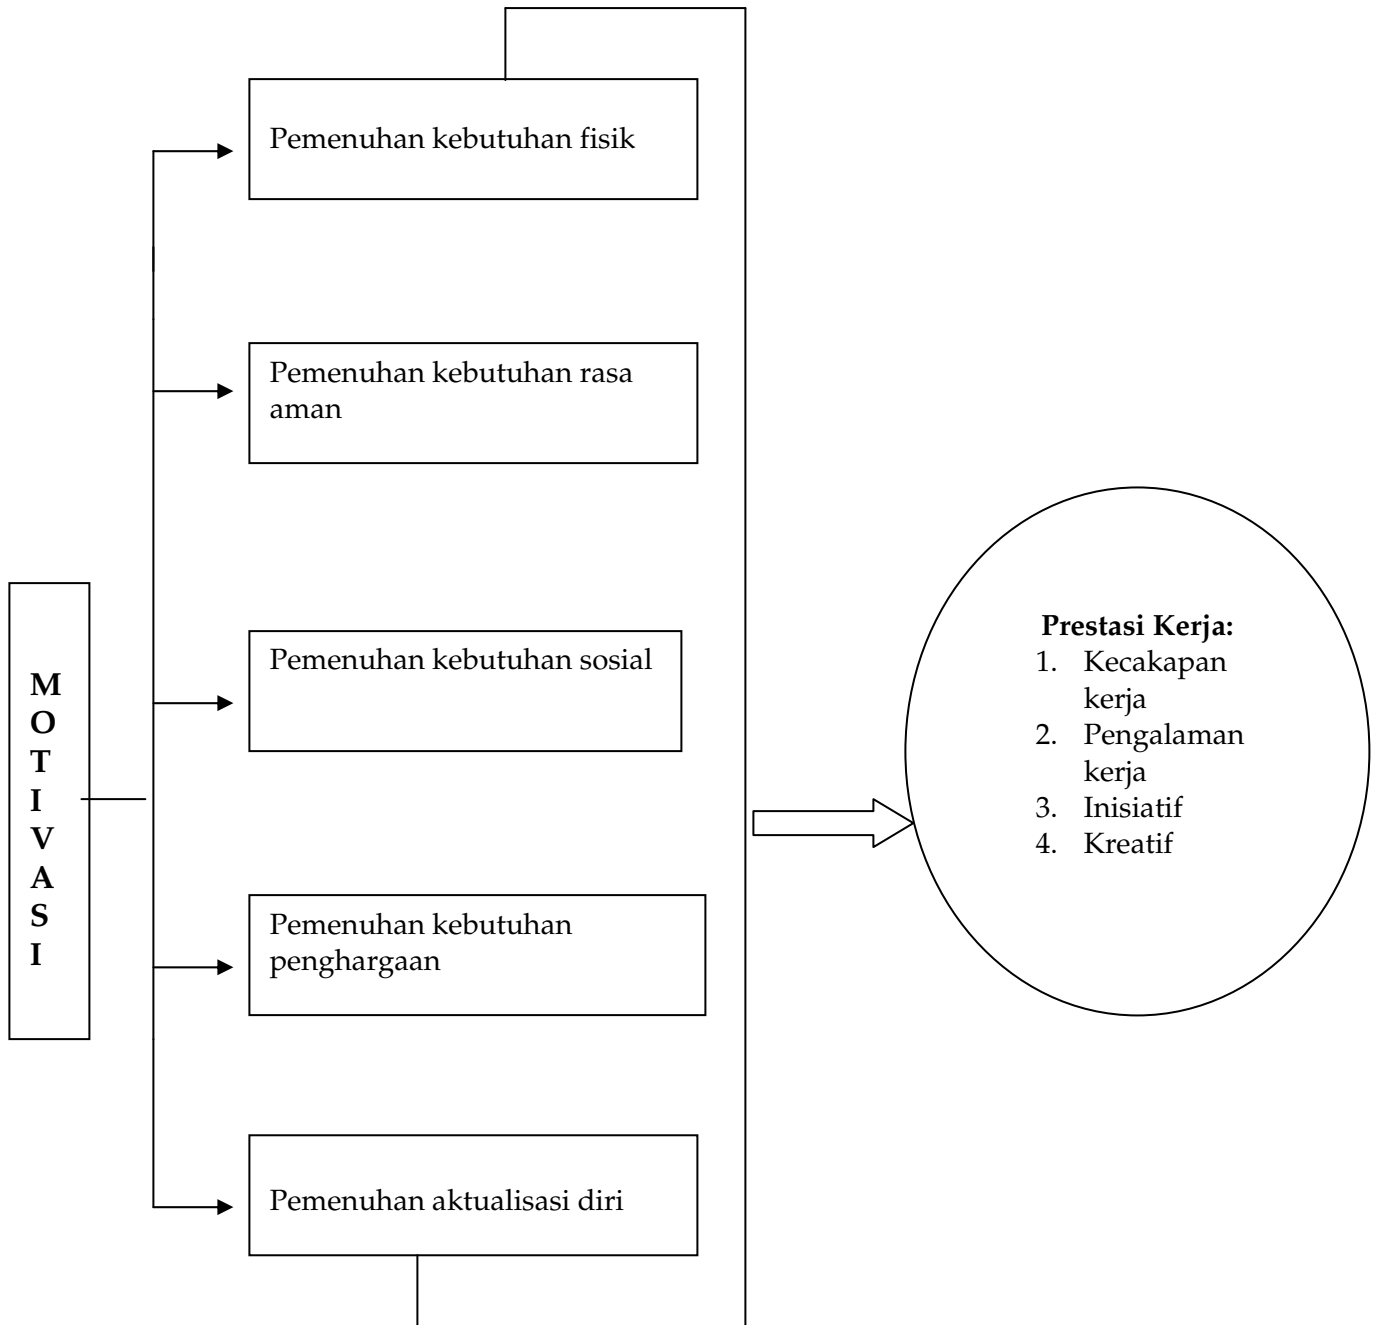 Pemenuhan kebutuhan fisik
Pemenuhan kebutuhan rasa
aman
Pemenuhan kebutuhan sosial
Pemenuhan kebutuhan
penghargaan
Pemenuhan aktualisasi diri
M
O
T
I
V
A
S
I
Prestasi Kerja:
1. Kecakapan
kerja
2. Pengalaman
kerja
3. Inisiatif
4. Kreatif